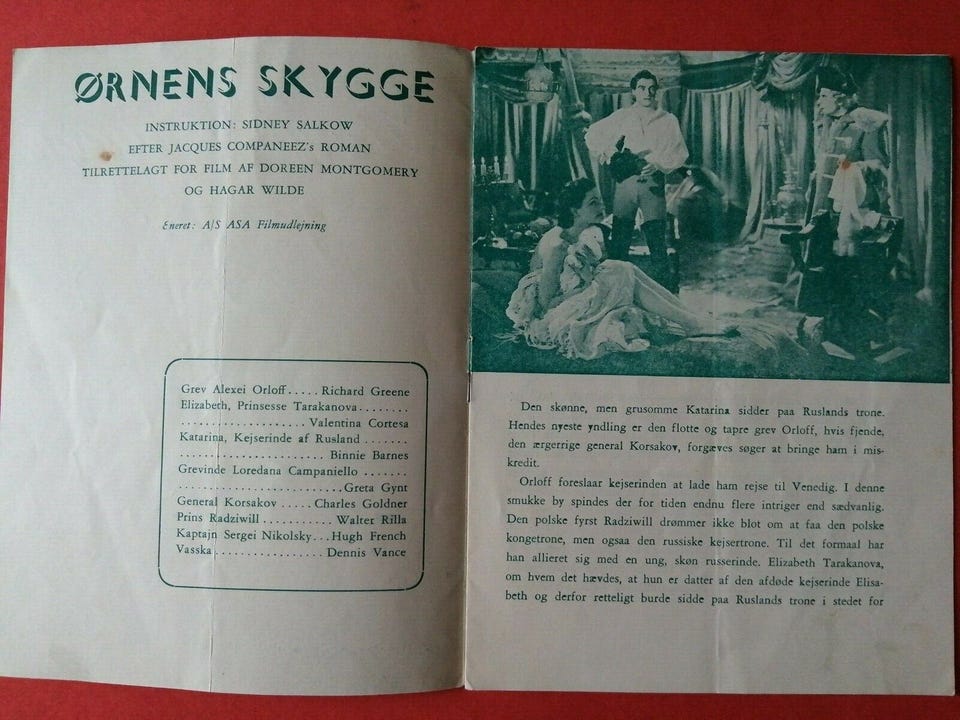 ØRNENS SKYGGE
INSTRUKTION: SIDNEY SALKOW
EFTER JACQUES COMPANEEZ's ROMAN
TILRETTELAGT FOR FILM AF DOREEN MONTGOMERY
OG HAGAR WILDE
Eneret: A/S ASA Filmudlejning
Grev Alexei Orloff.....Richard Greene
Elizabeth, Prinsesse Tarakanova........
....................Valentina Cortesa
Katarina, Kejserinde af Rusland .......
........................ Binnie Barnes
Grevinde Loredana Campaniello .......
..........................Greta Gynt
General Korsakov .....Charles Goldner
Prins Radziwill...........Walter Rilla
Kaptajn Sergei Nikolsky...Hugh French
Vasska.................Dennis Vance
Den skønne, men grusomme Katarina sidder paa Ruslands trone.
Hendes nyeste yndling er den flotte og tapre grev Orloff, hvis fjende,
den ærgerrige general Korsakov, forgæves søger at bringe ham i mis-
kredit.
Orloff foreslaar kejserinden at lade ham rejse til Venedig. I denne
smukke by spindes der for tiden endnu flere intriger end sædvanlig.
Den polske fyrst Radziwill drømmer ikke blot om at faa den polske
kongetrone, men ogsaa den russiske kejsertrone. Til det formaal har
han allieret sig med en ung, skøn russerinde. Elizabeth Tarakanova,
om hvem det hævdes, at hun er datter af den afdøde kejserinde Elisa-
beth og derfor retteligt burde sidde paa Ruslands trone i stedet for